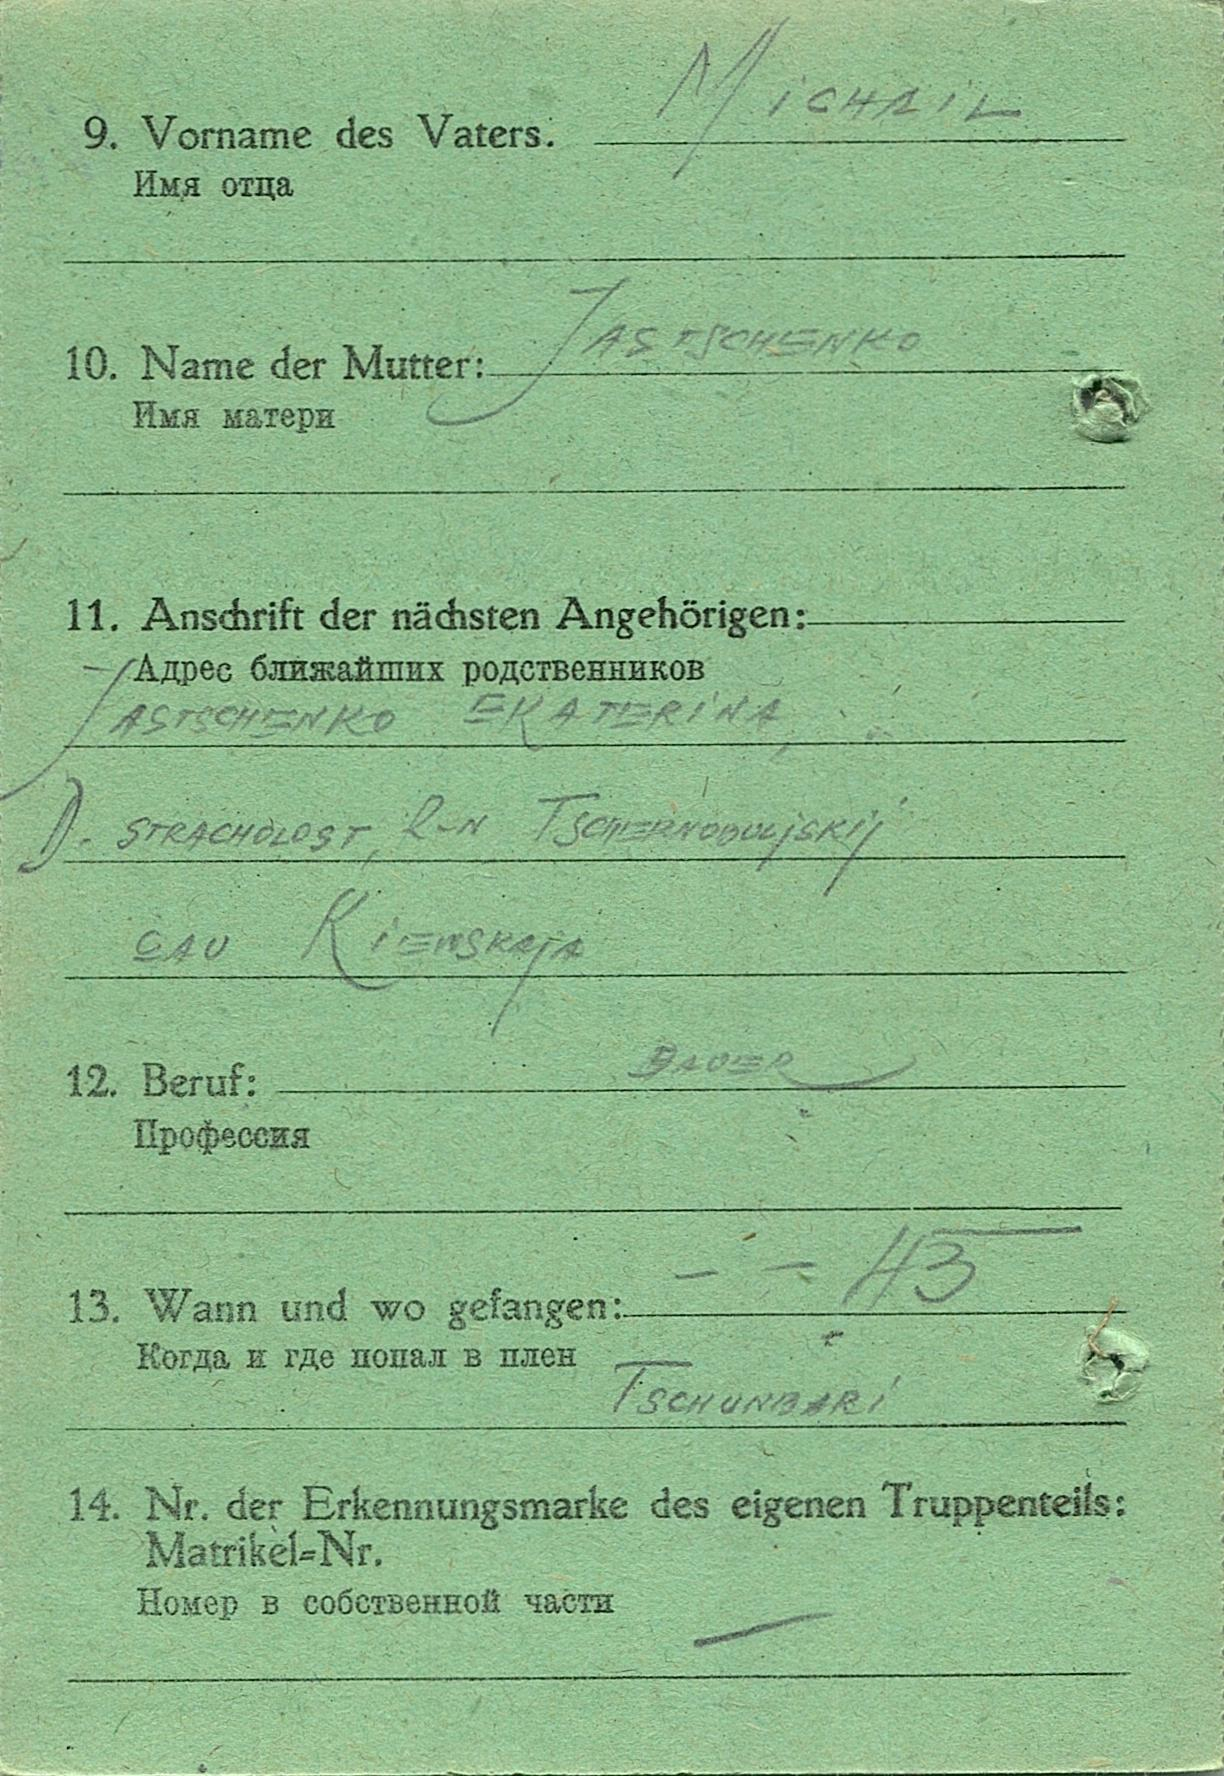 9. Vorname des Vaters. MICHAIL
Имя отца
10. Name der Mutter: JASTSCHENKO
Имя матери
11. Anschrift der nächsten Angehörigen:
Адрес ближайших родственников
JASTSCHENKO EKATERINA,
D. STRACHOLOST, R-N TSCHERNOBULJSKIJ
GAU KIEWSKAJA
12. Beruf: BAUER
Профессия
13. Wann und wo gefangen: - - 43
Когда и где попал в плен
TSCHUNBARI
14. Nr. der Erkennungsmarke des eigenen Truppenteils:
Matrikel=Nr.
Номер в собственной части
—